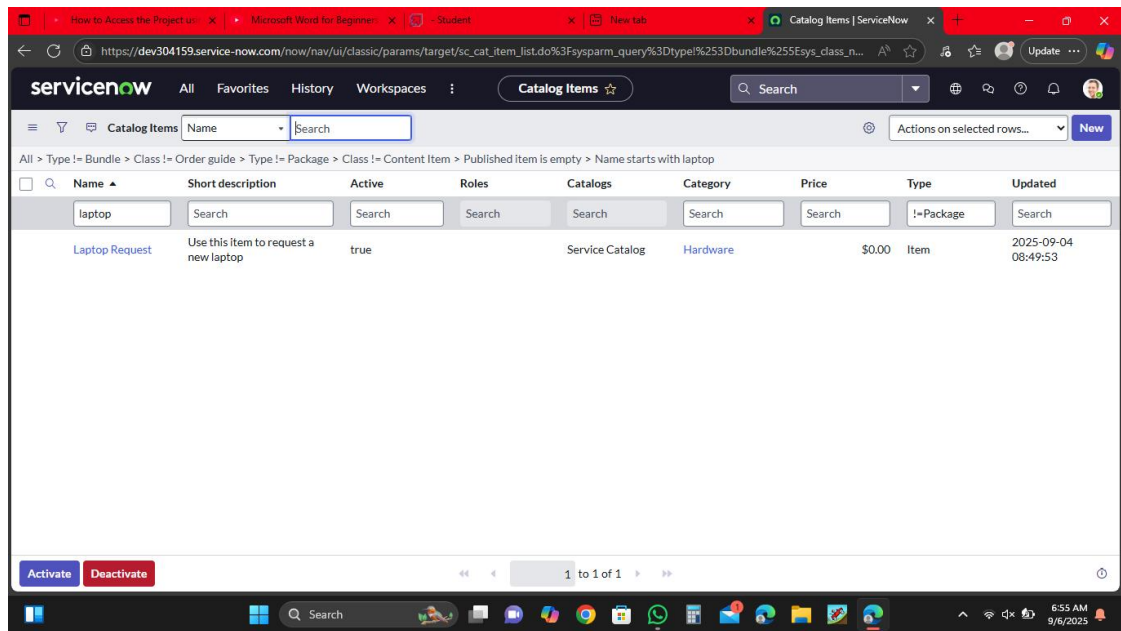 How to Access the Project usi
Microsoft Word for Beginners
- Student
New tab
Catalog Items | ServiceNow
https://dev304159.service-now.com/now/nav/ui/classic/params/target/sc_cat_item_list.do%3Fsysparm_query%3Dtype!%253Dbundle%255Esys_class_n...
Update
servicenow All Favorites History Workspaces Catalog Items Search
Catalog Items Name Search Actions on selected rows... New
All > Type != Bundle > Class != Order guide > Type != Package > Class != Content Item > Published item is empty > Name starts with laptop
Name Short description Active Roles Catalogs Category Price Type Updated
laptop Search Search Search Search Search Search !=Package Search
Laptop Request Use this item to request a true Service Catalog Hardware $0.00 Item 2025-09-04
new laptop 08:49:53
Activate Deactivate 1 to 1 of 1
Search 6:55 AM
9/6/2025